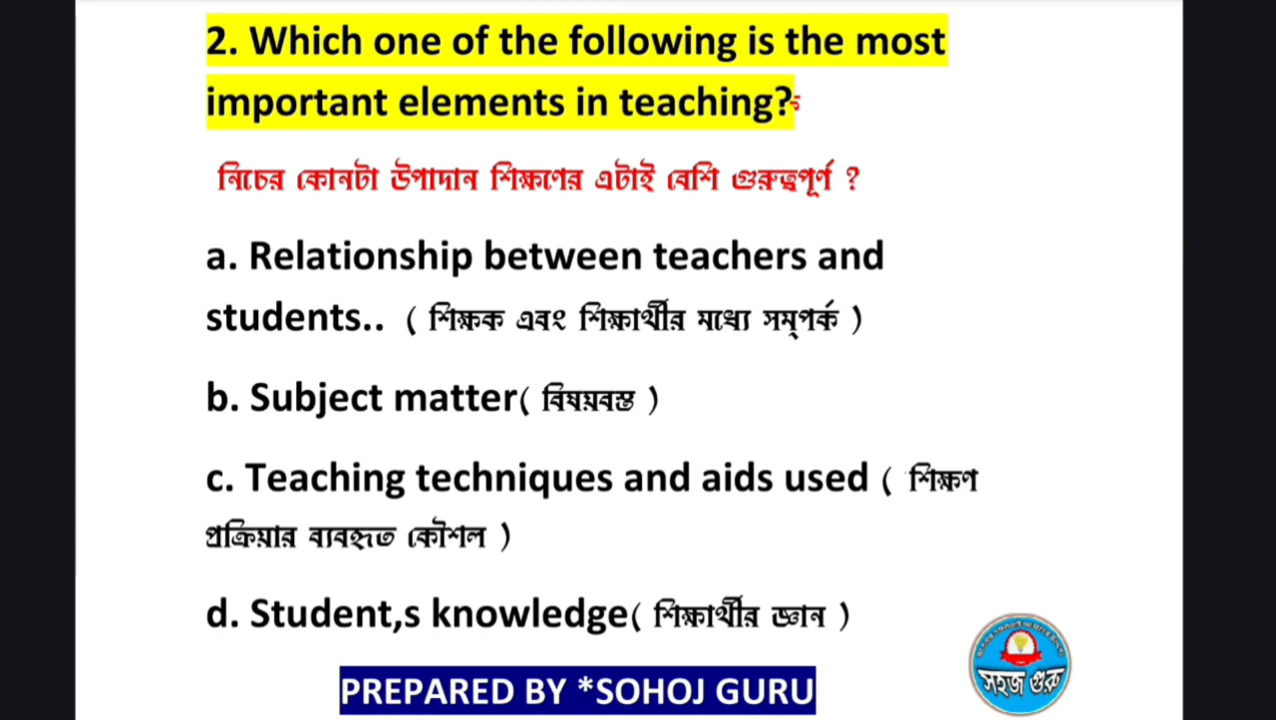 2. Which one of the following is the most
important elements in teaching?
নিচের কোনটা উপাদান শিক্ষণের এটাই বেশি গুরুত্বপূর্ণ ?
a. Relationship between teachers and
students.. ( শিক্ষক এবং শিক্ষার্থীর মধ্যে সম্পর্ক )
b. Subject matter( বিষয়বস্তু )
c. Teaching techniques and aids used ( শিক্ষণ
প্রক্রিয়ার ব্যবহৃত কৌশল )
d. Student,s knowledge( শিক্ষার্থীর জ্ঞান )
সহজ গুরু
PREPARED BY *SOHOJ GURU